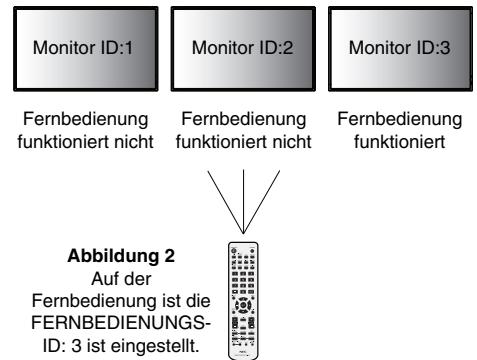 Monitor ID:1
Monitor ID:2
Monitor ID:3
Fernbedienung
funktioniert nicht
Fernbedienung
funktioniert nicht
Fernbedienung
funktioniert
Abbildung 2
Auf der
Fernbedienung ist die
FERNBEDIENUNGS-
ID: 3 ist eingestellt.